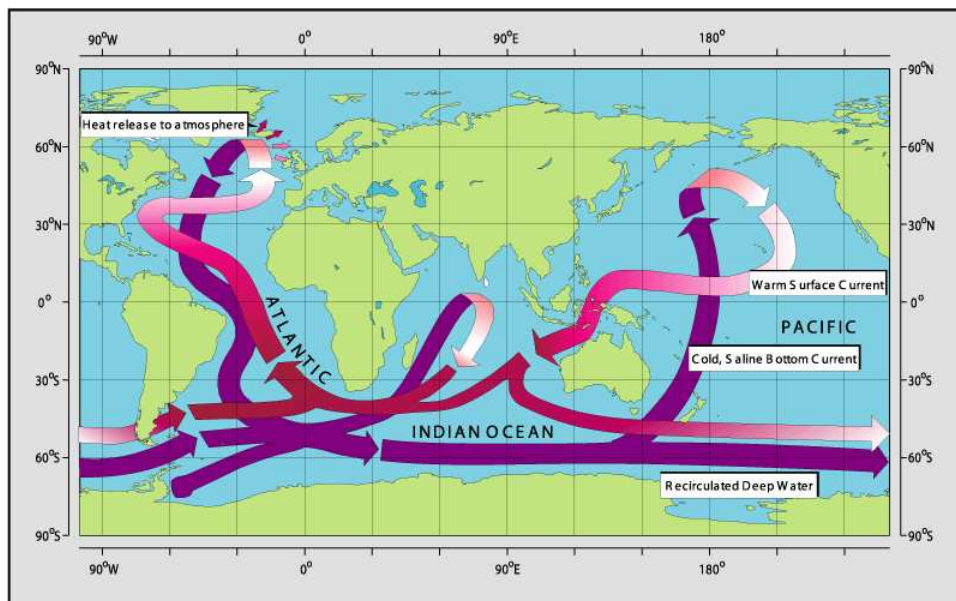 90°W 0° 90°E 180°
90°N 90°N
Heat release to atmosphere
60°N 60°N
30°N 30°N
Warm Surface Current
0° 0°
ATLANTIC
PACIFIC
Cold, Saline Bottom Current
30°S 30°S
INDIAN OCEAN
60°S 60°S
Recirculated Deep Water
90°S 90°S
90°W 0° 90°E 180°